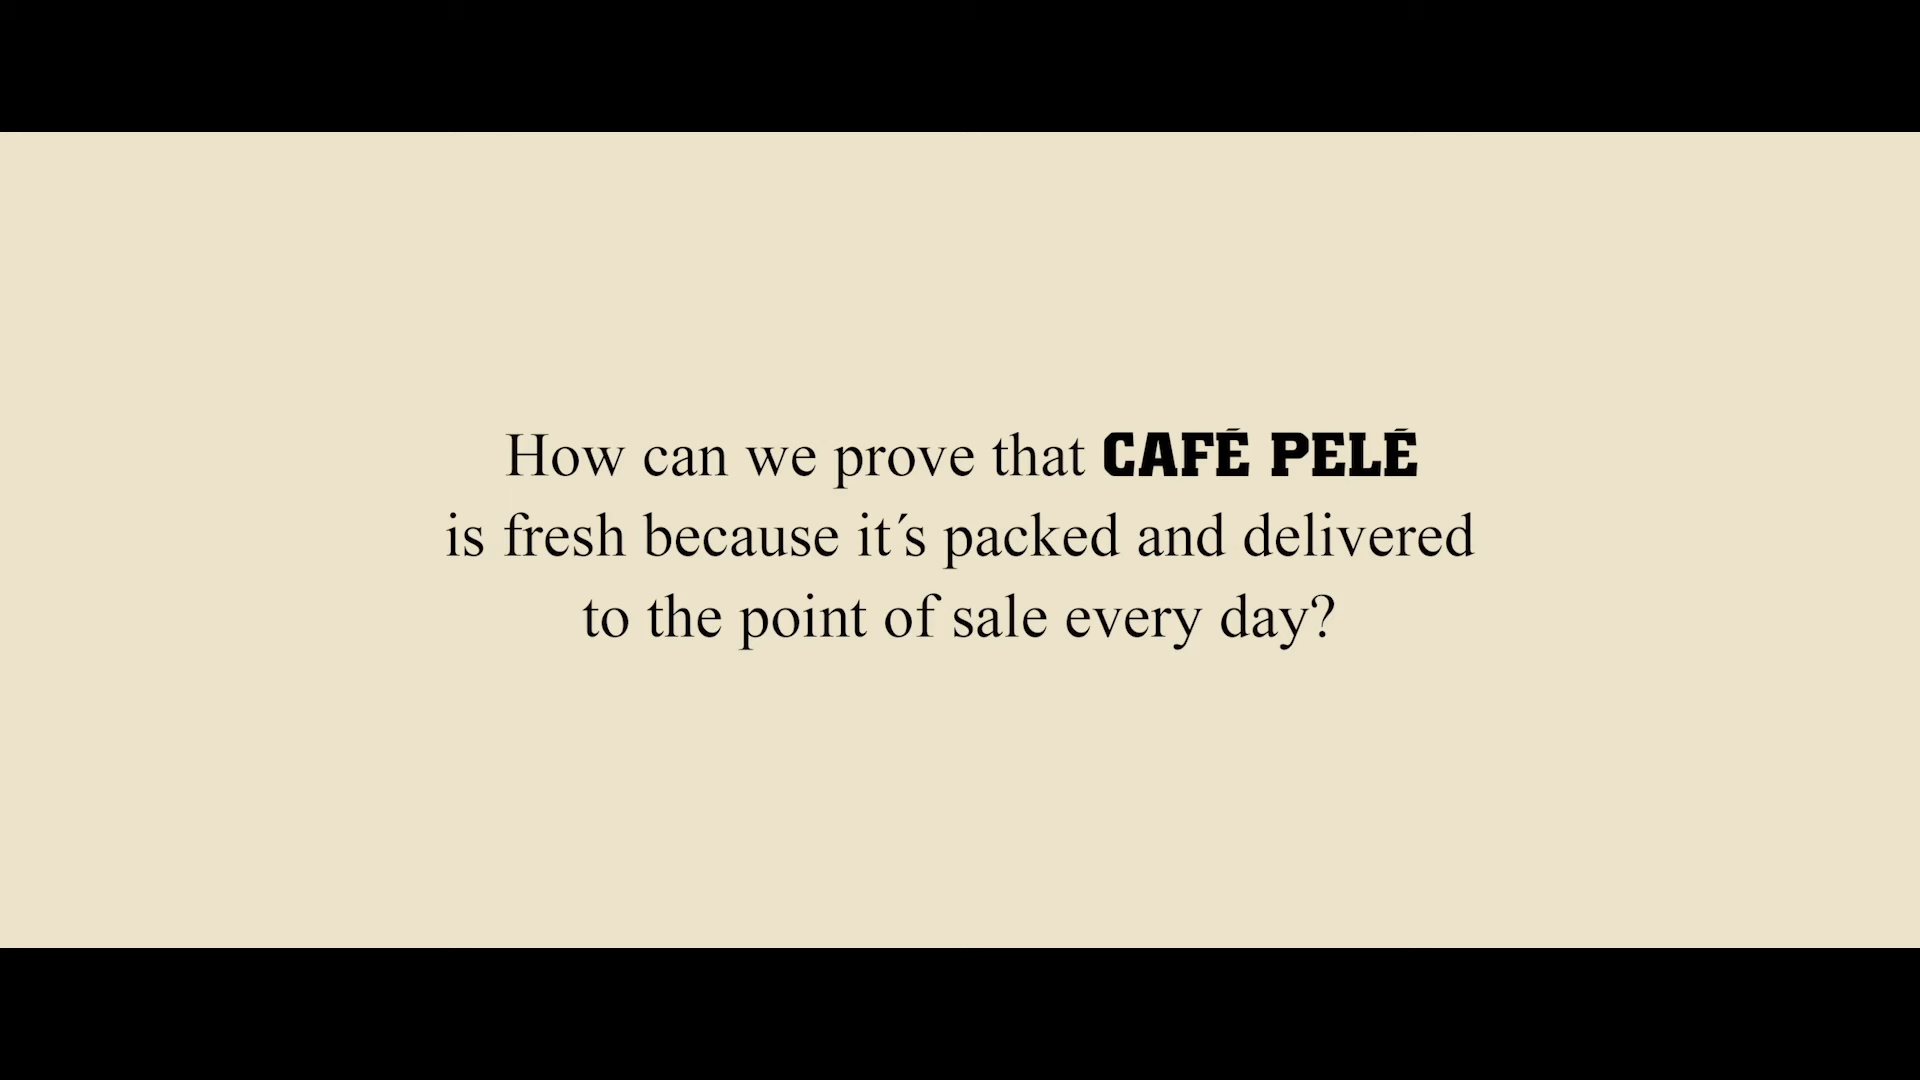 How can we prove that CAFÉ PELÉ
is fresh because it´s packed and delivered
to the point of sale every day?